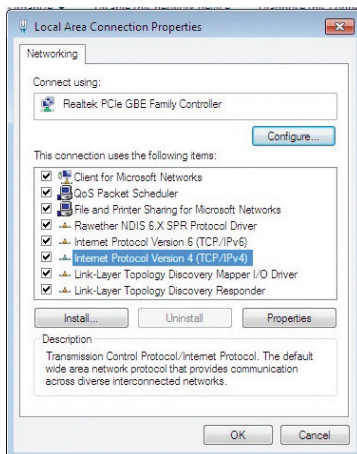 Local Area Connection Properties
Networking
Connect using:
Realtek PCIe GBE Family Controller
Configure...
This connection uses the following items:
Client for Microsoft Networks
QoS Packet Scheduler
File and Printer Sharing for Microsoft Networks
Rawether NDIS 6.X SPR Protocol Driver
Internet Protocol Version 6 (TCP/IPv6)
Internet Protocol Version 4 (TCP/IPv4)
Link-Layer Topology Discovery Mapper I/O Driver
Link-Layer Topology Discovery Responder
Install... Uninstall Properties
Description
Transmission Control Protocol/Internet Protocol. The default
wide area network protocol that provides communication
across diverse interconnected networks.
OK Cancel